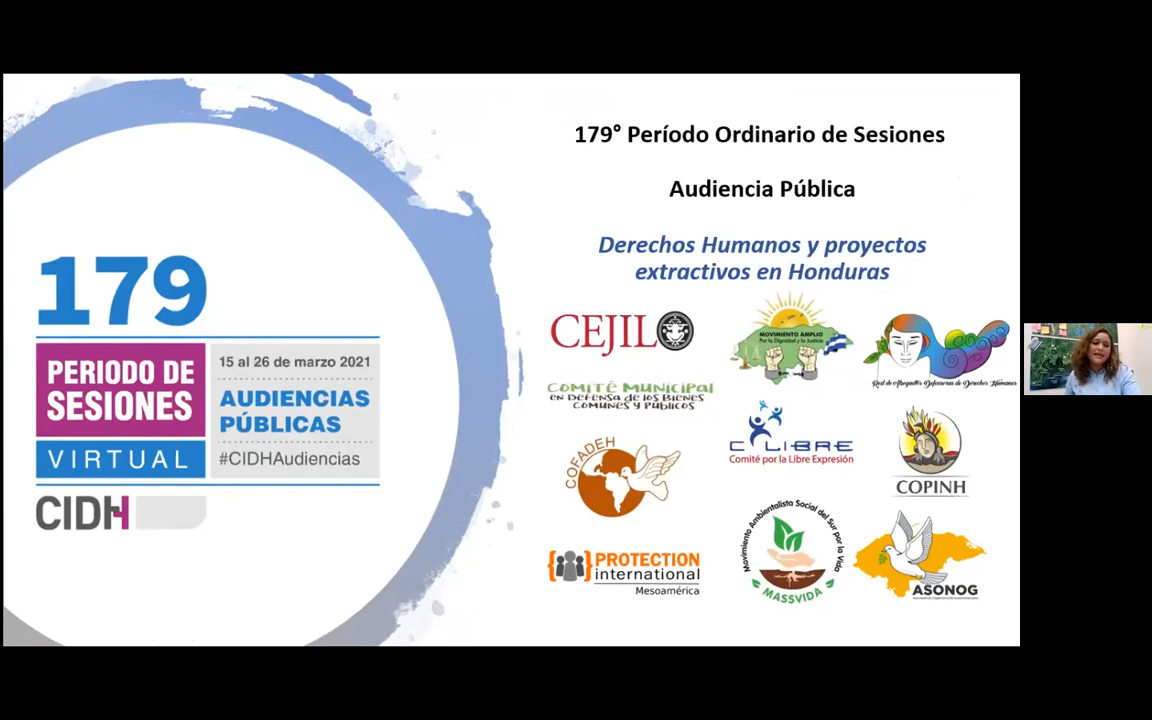 179
PERIODO DE
SESIONES
VIRTUAL
15 al 26 de marzo 2021
AUDIENCIAS
PÚBLICAS
#CIDHAudiencias
CIDH
179° Período Ordinario de Sesiones
Audiencia Pública
Derechos Humanos y proyectos
extractivos en Honduras
CEJIL
MOVIMIENTO AMPLIO
Por la Dignidad y la Justicia
Red de Abogadas Defensoras de Derechos Humanos
COMITÉ MUNICIPAL
EN DEFENSA DE LOS BIENES
COMUNES Y PÚBLICOS
COFADEH
C LIBRE
Comité por la Libre Expresión
COPINH
PROTECTION
international
Mesoamérica
Movimiento Ambientalista Social del Sur por la Vida
MASSVIDA
ASONOG